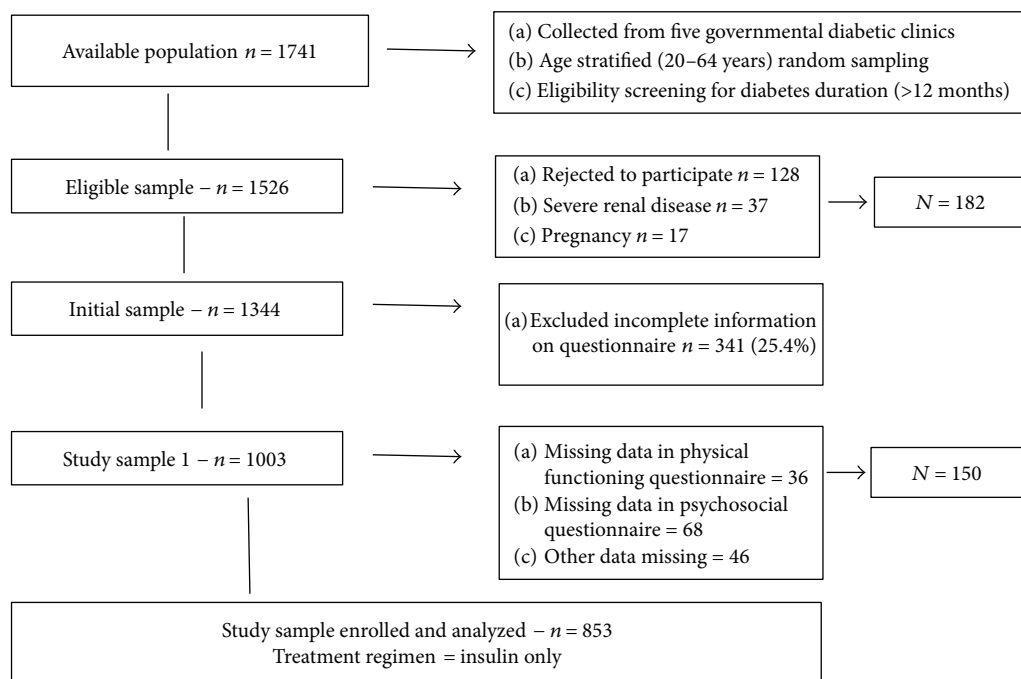 Available population n = 1741
(a) Collected from five governmental diabetic clinics
(b) Age stratified (20–64 years) random sampling
(c) Eligibility screening for diabetes duration (>12 months)
Eligible sample – n = 1526
(a) Rejected to participate n = 128
(b) Severe renal disease n = 37
(c) Pregnancy n = 17
N = 182
Initial sample – n = 1344
(a) Excluded incomplete information
on questionnaire n = 341 (25.4%)
Study sample 1 – n = 1003
(a) Missing data in physical
functioning questionnaire = 36
(b) Missing data in psychosocial
questionnaire = 68
(c) Other data missing = 46
N = 150
Study sample enrolled and analyzed – n = 853
Treatment regimen = insulin only